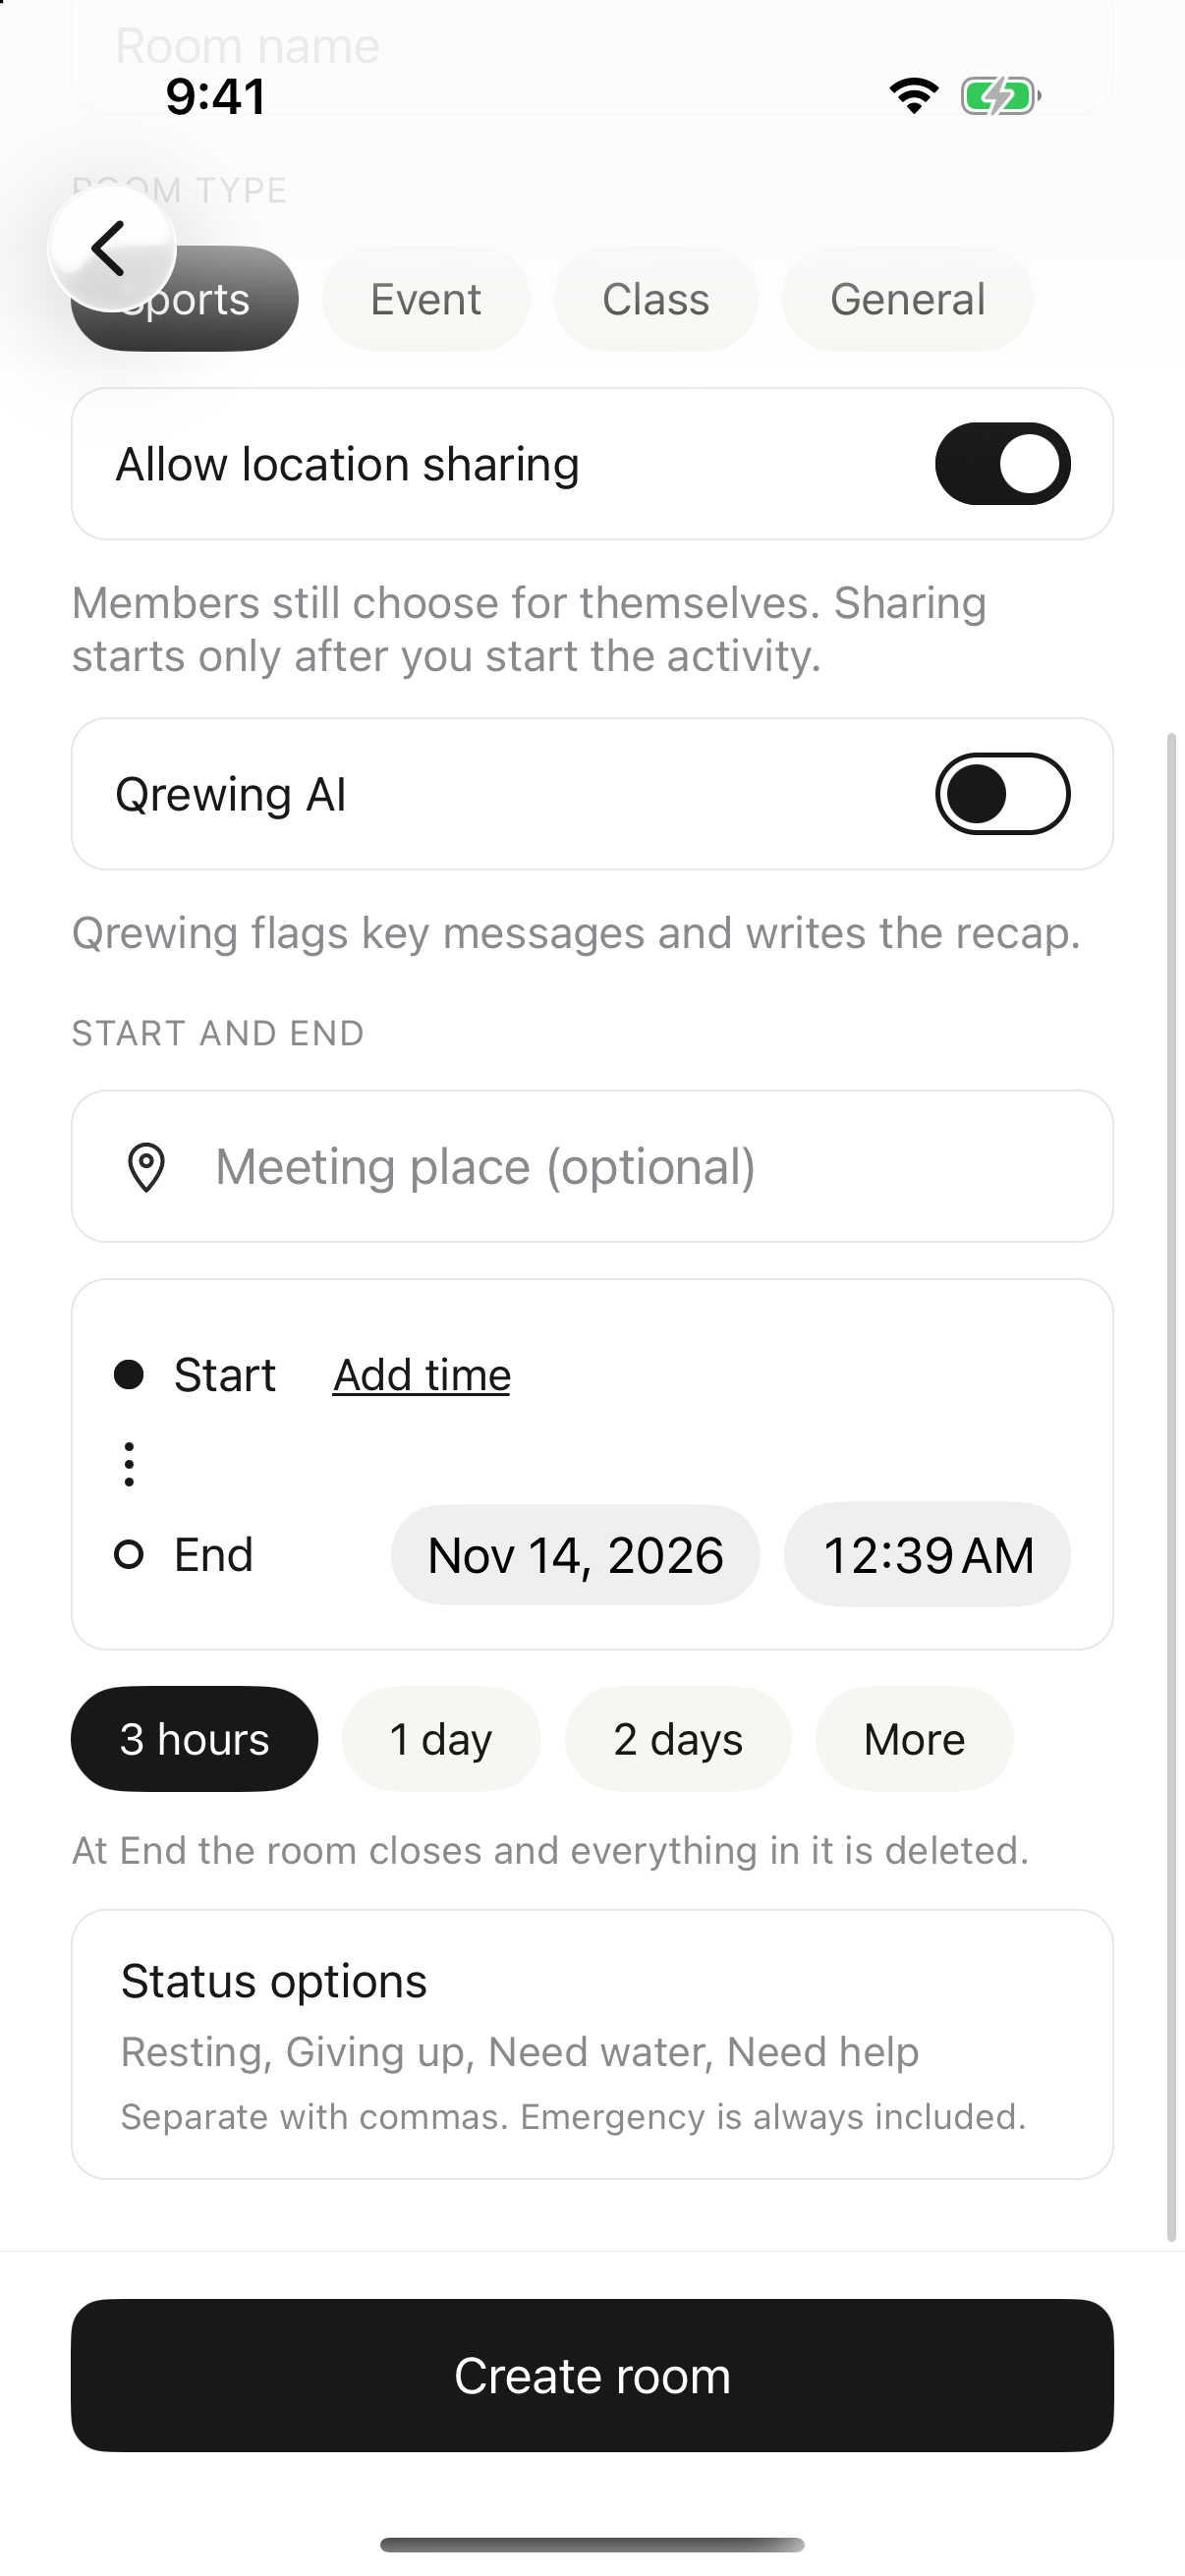 Room name
9:41
ROOM TYPE
Sports Event Class General
Allow location sharing
Members still choose for themselves. Sharing
starts only after you start the activity.
Qrewing AI
Qrewing flags key messages and writes the recap.
START AND END
Meeting place (optional)
Start Add time
End Nov 14, 2026 12:39 AM
3 hours 1 day 2 days More
At End the room closes and everything in it is deleted.
Status options
Resting, Giving up, Need water, Need help
Separate with commas. Emergency is always included.
Create room